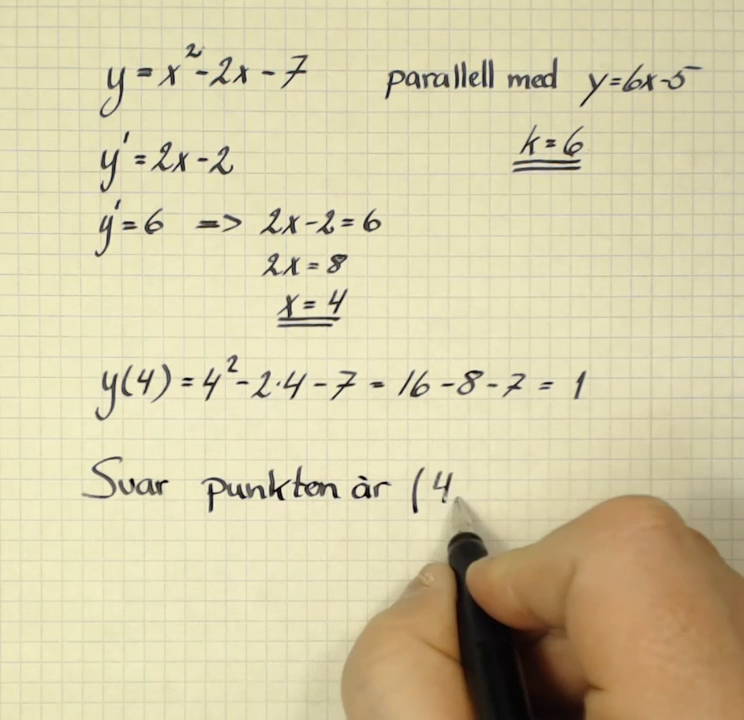 y = x² - 2x - 7 parallell med y=6x-5
y' = 2x - 2 k = 6
y' = 6 => 2x - 2 = 6
2x = 8
x = 4
y(4) = 4² - 2·4 - 7 = 16 - 8 - 7 = 1
Svar punkten är (4